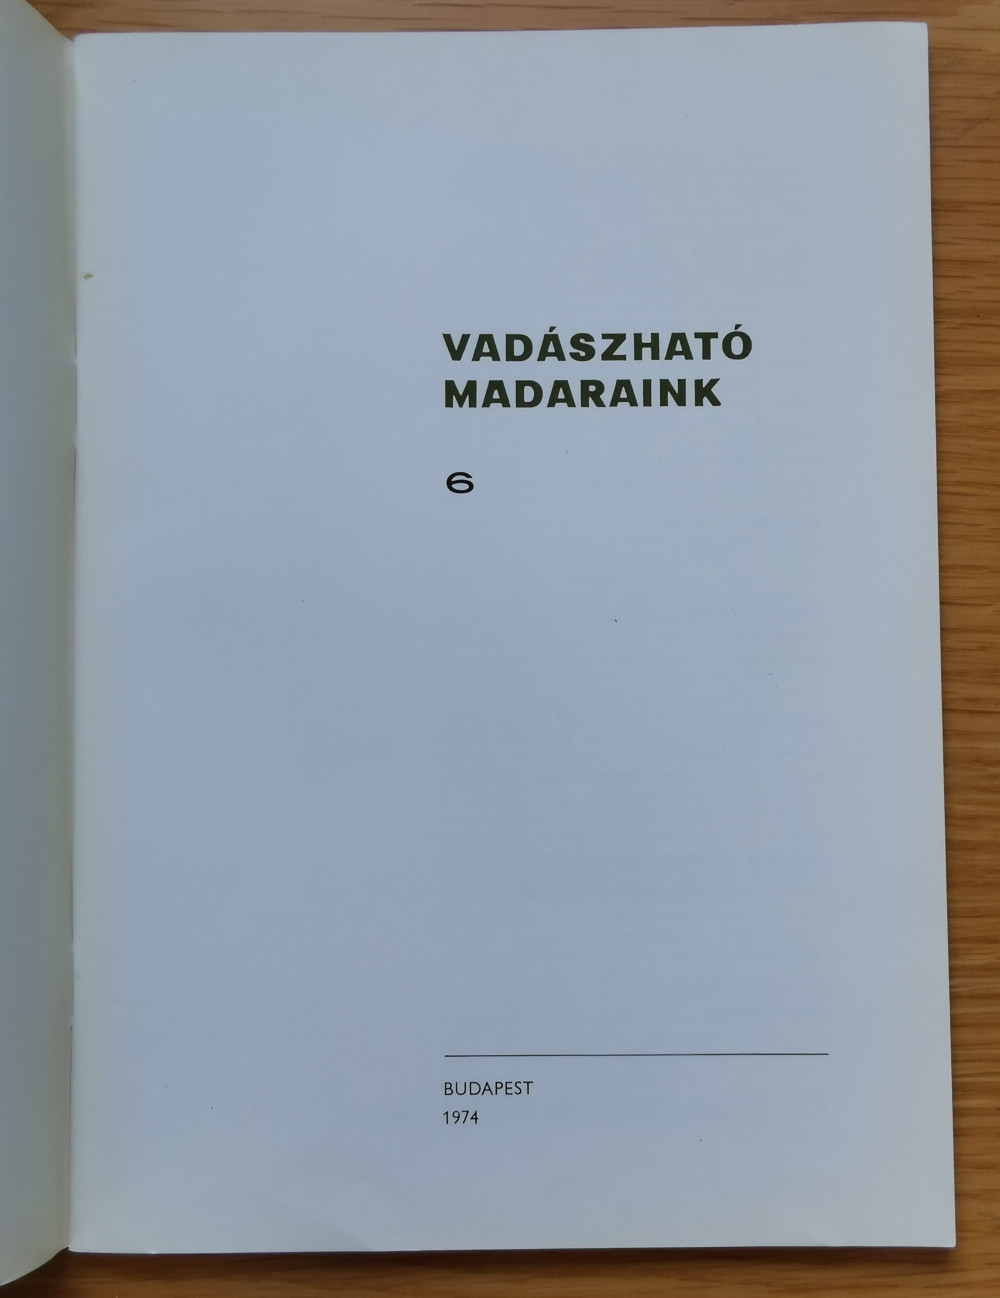 VADÁSZHATÓ
MADARAINK
6
BUDAPEST
1974